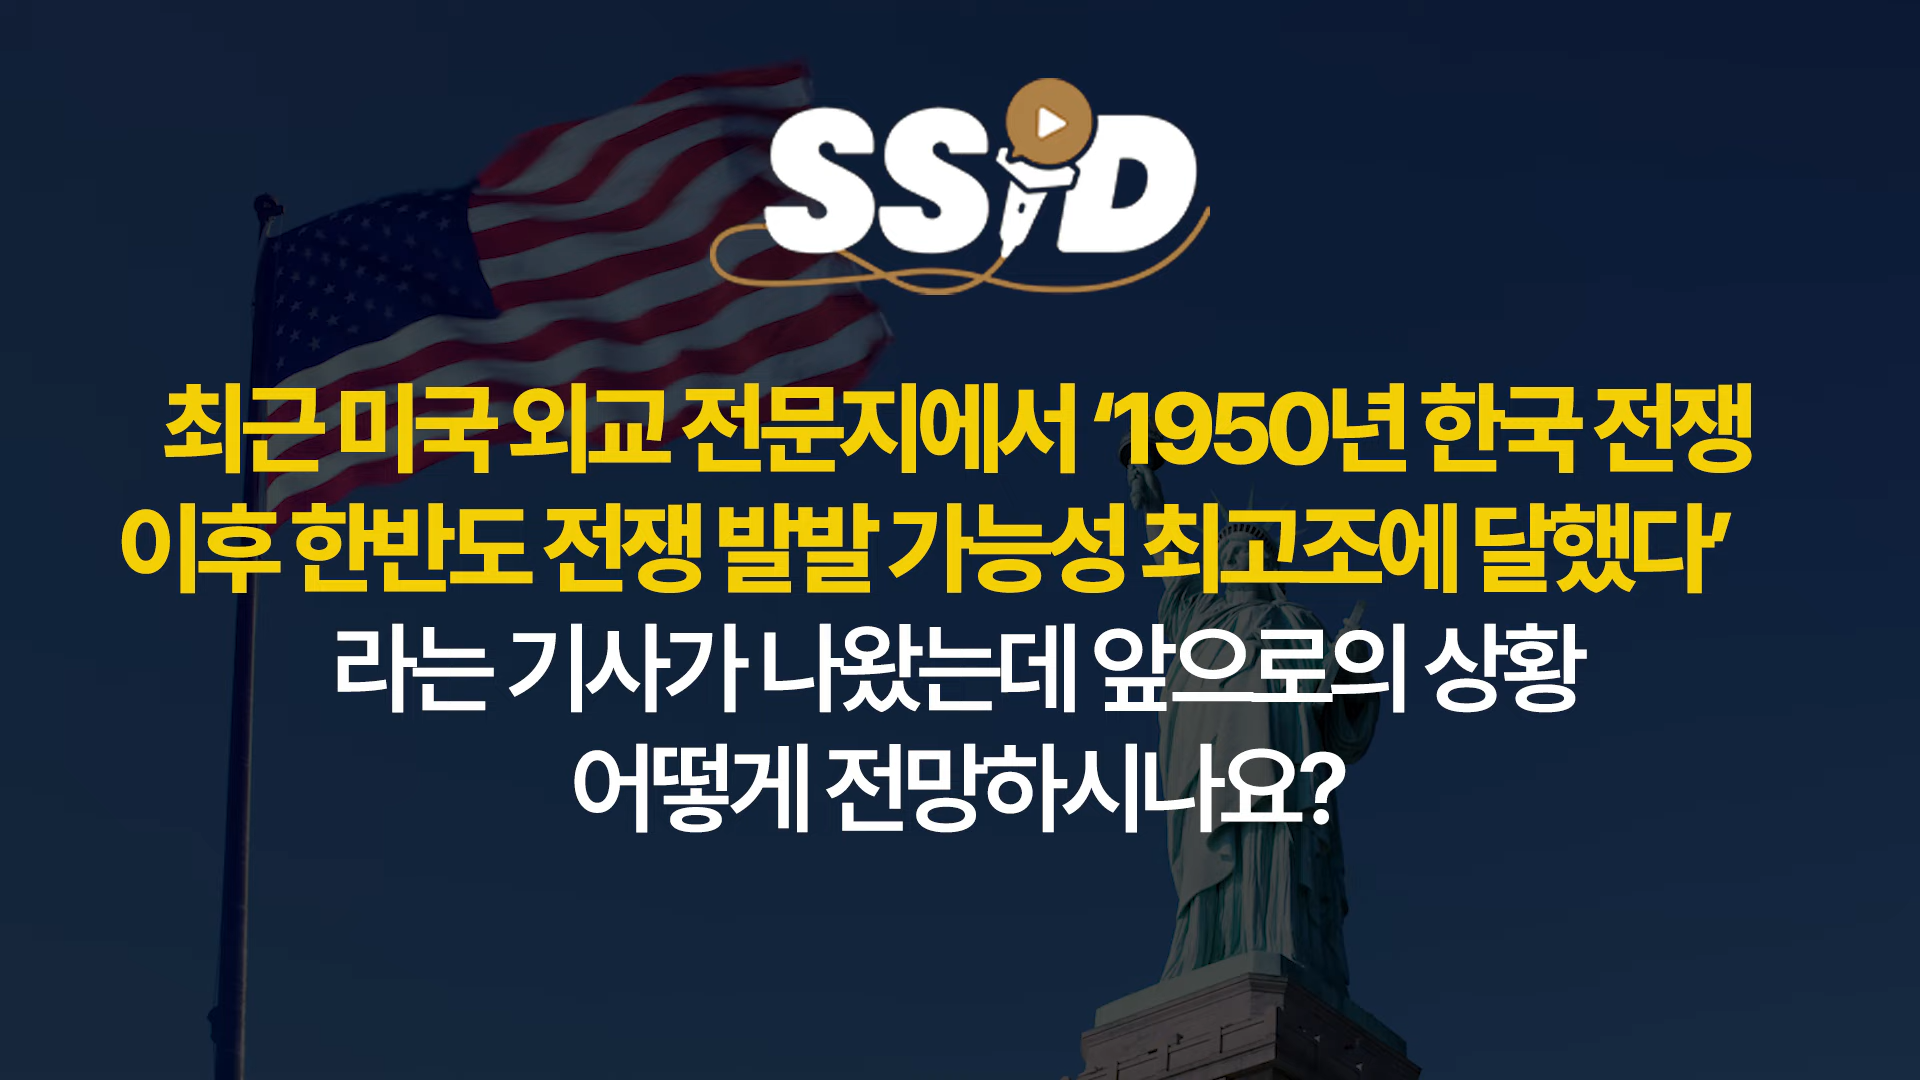 SSiD
최근 미국 외교 전문지에서 ‘1950년 한국 전쟁
이후 한반도 전쟁 발발 가능성 최고조에 달했다’
라는 기사가 나왔는데 앞으로의 상황
어떻게 전망하시나요?